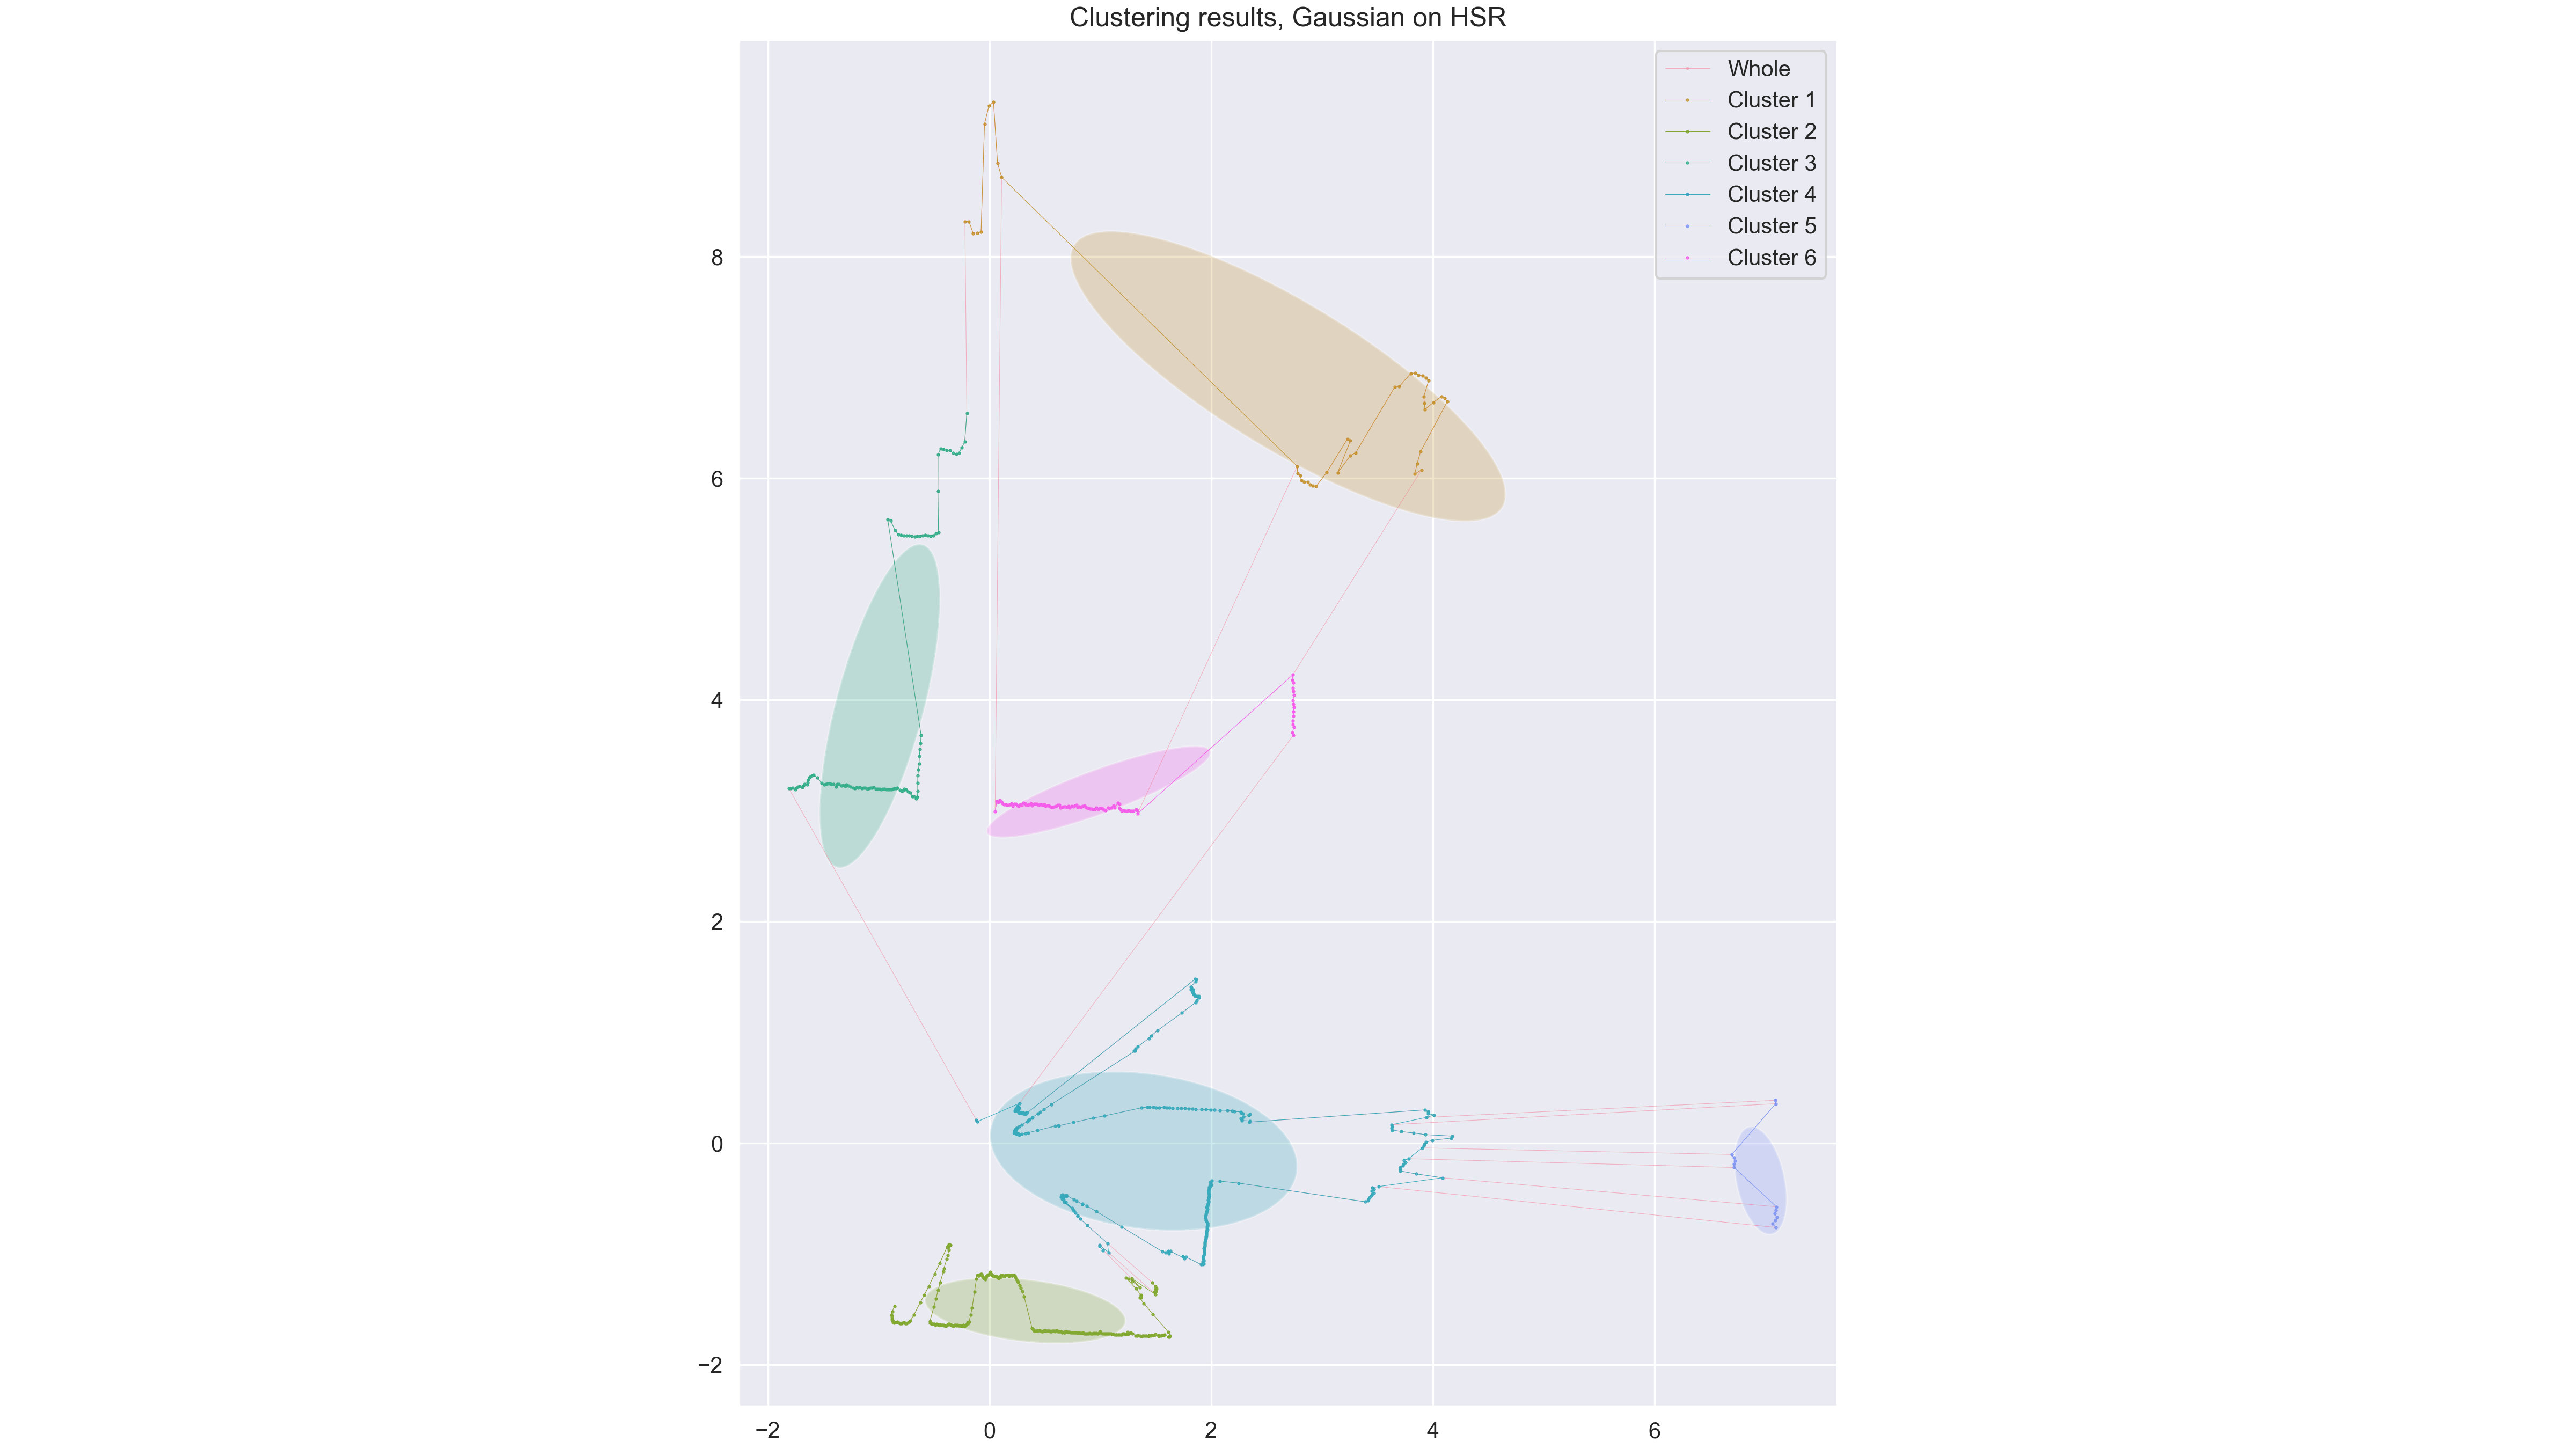 Clustering results, Gaussian on HSR
Whole
Cluster 1
Cluster 2
Cluster 3
Cluster 4
Cluster 5
Cluster 6
8
6
4
2
0
−2
−2
0
2
4
6